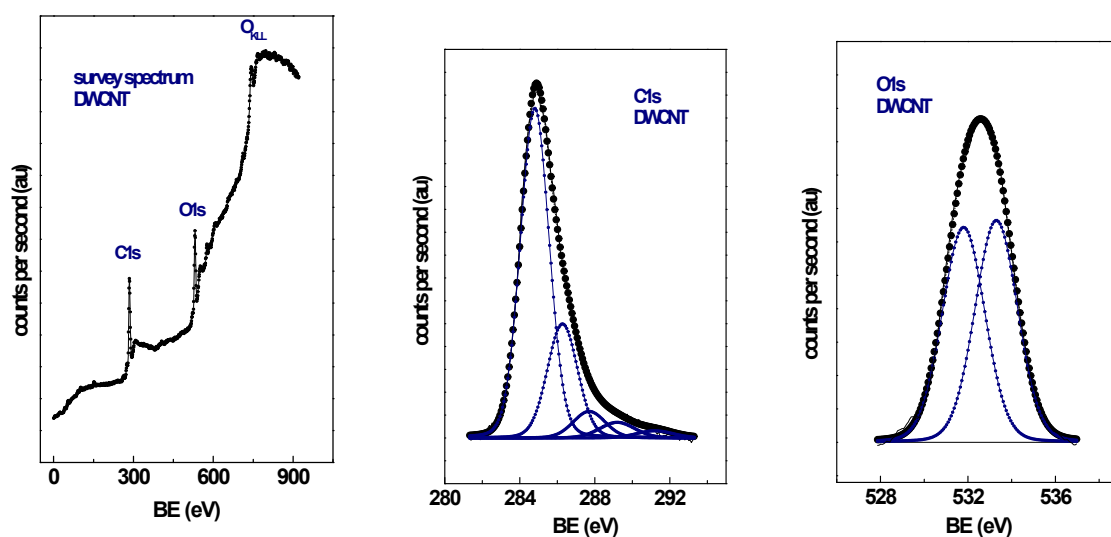 O_KLL
survey spectrum
DWCNT
O1s
C1s
counts per second (au)
0 300 600 900
BE (eV)
C1s
DWCNT
counts per second (au)
280 284 288 292
BE (eV)
O1s
DWCNT
counts per second (au)
528 532 536
BE (eV)